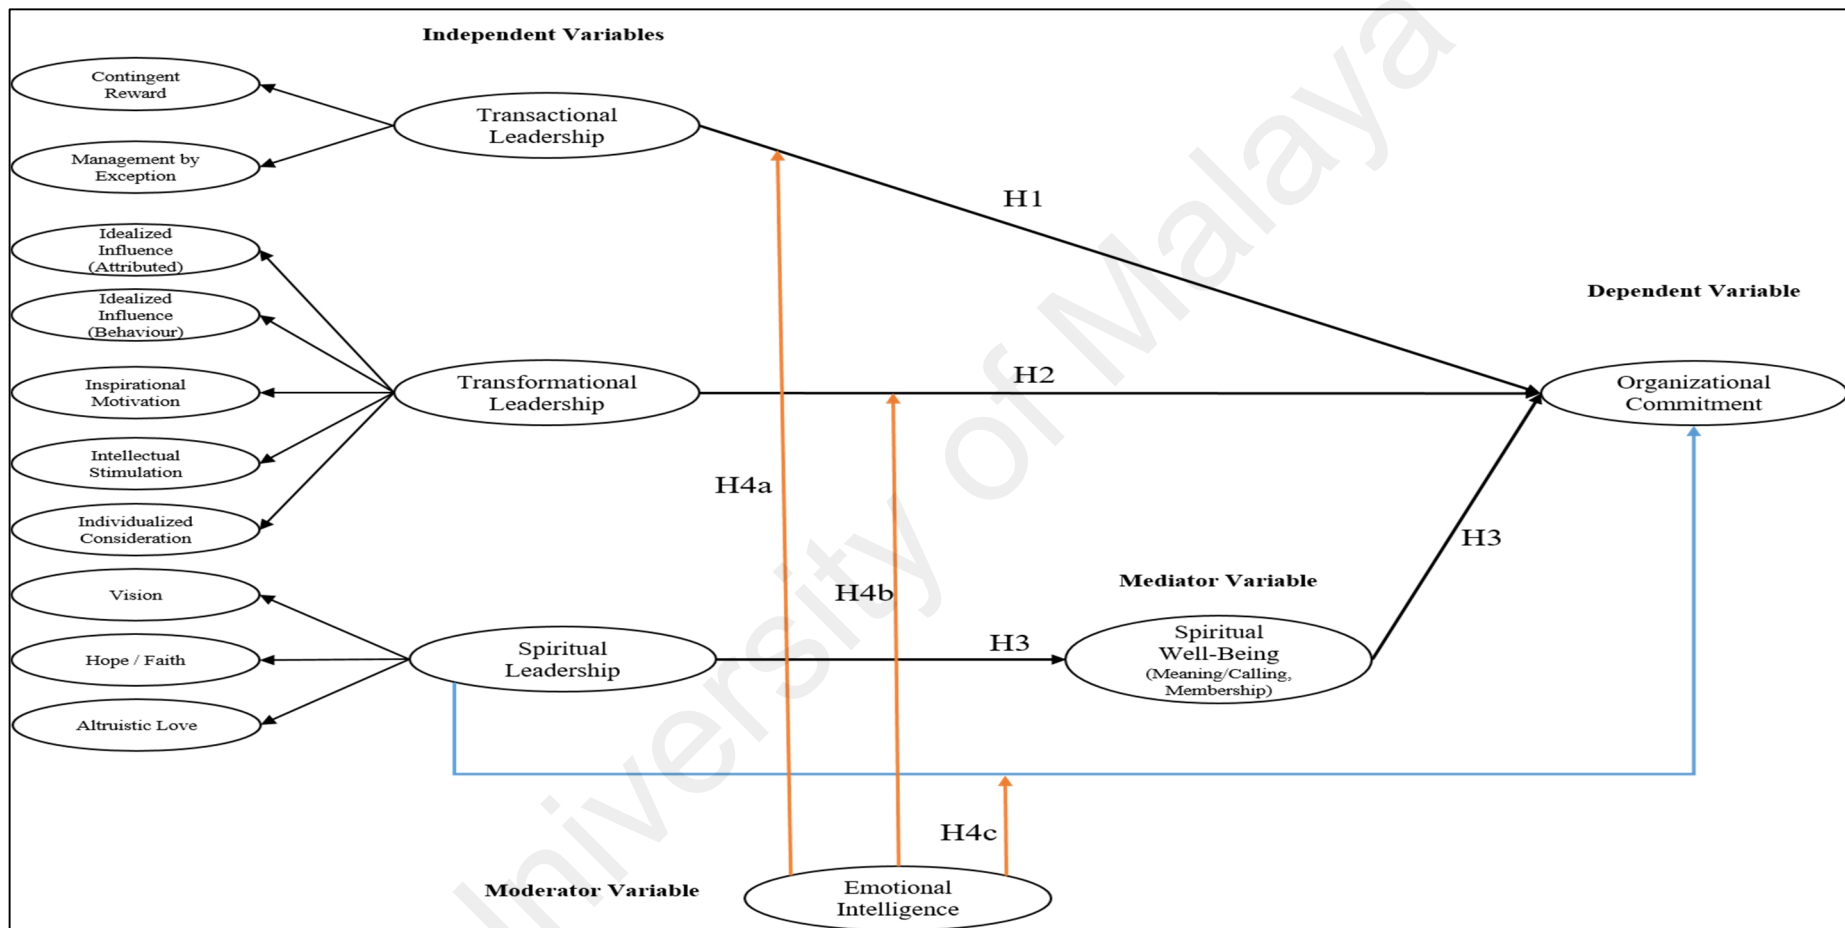 Independent Variables
Contingent
Reward
Transactional
Leadership
Management by
Exception
H1
Idealized
Influence
(Attributed)
Idealized
Influence
(Behaviour)
Dependent Variable
Inspirational
Motivation
Transformational
Leadership
H2
Organizational
Commitment
Intellectual
Stimulation
H4a
Individualized
Consideration
H3
Mediator Variable
Vision
H4b
Hope / Faith
Spiritual
Leadership
H3
Spiritual
Well-Being
(Meaning/Calling,
Membership)
Altruistic Love
H4c
Moderator Variable
Emotional
Intelligence
University of Malaya